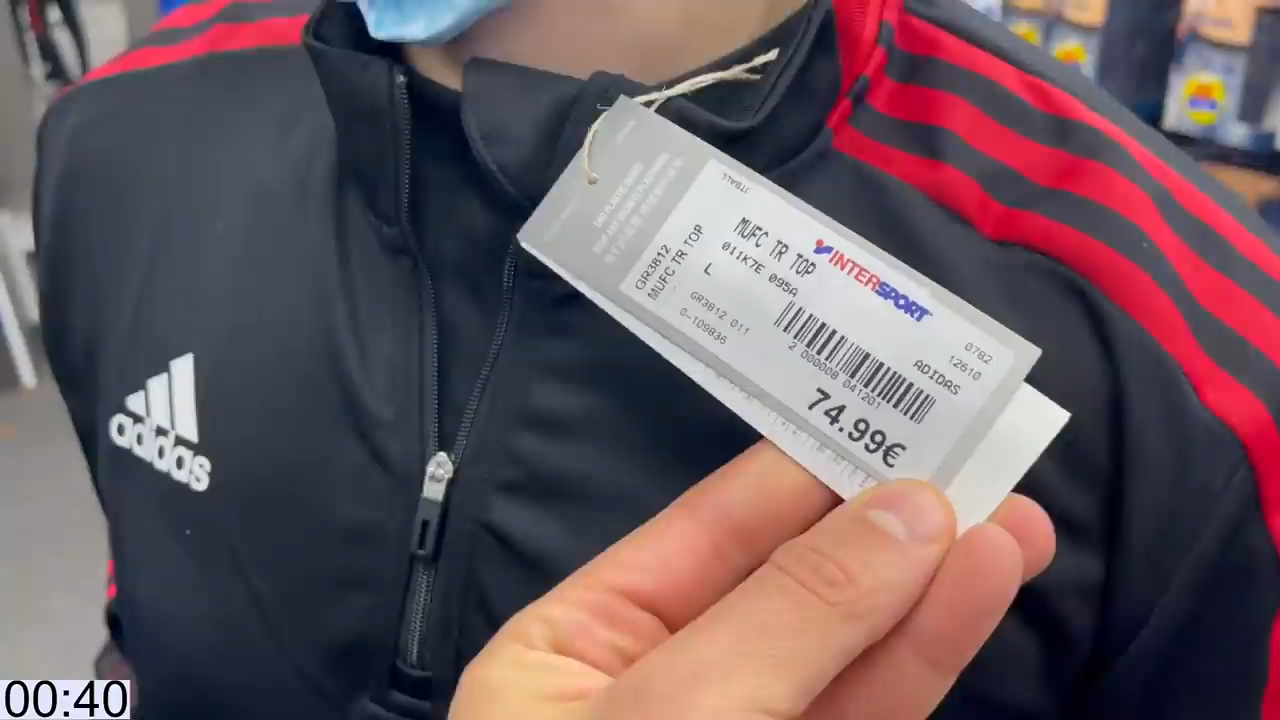 JTBALL
GR3812
MUFC TR TOP
MUFC TR TOP
011K7E 095A
L
INTERSPORT
GR3812 011
0-109836
0782
12610
ADIDAS
2 000008 041201
74.99€
adidas
00:40